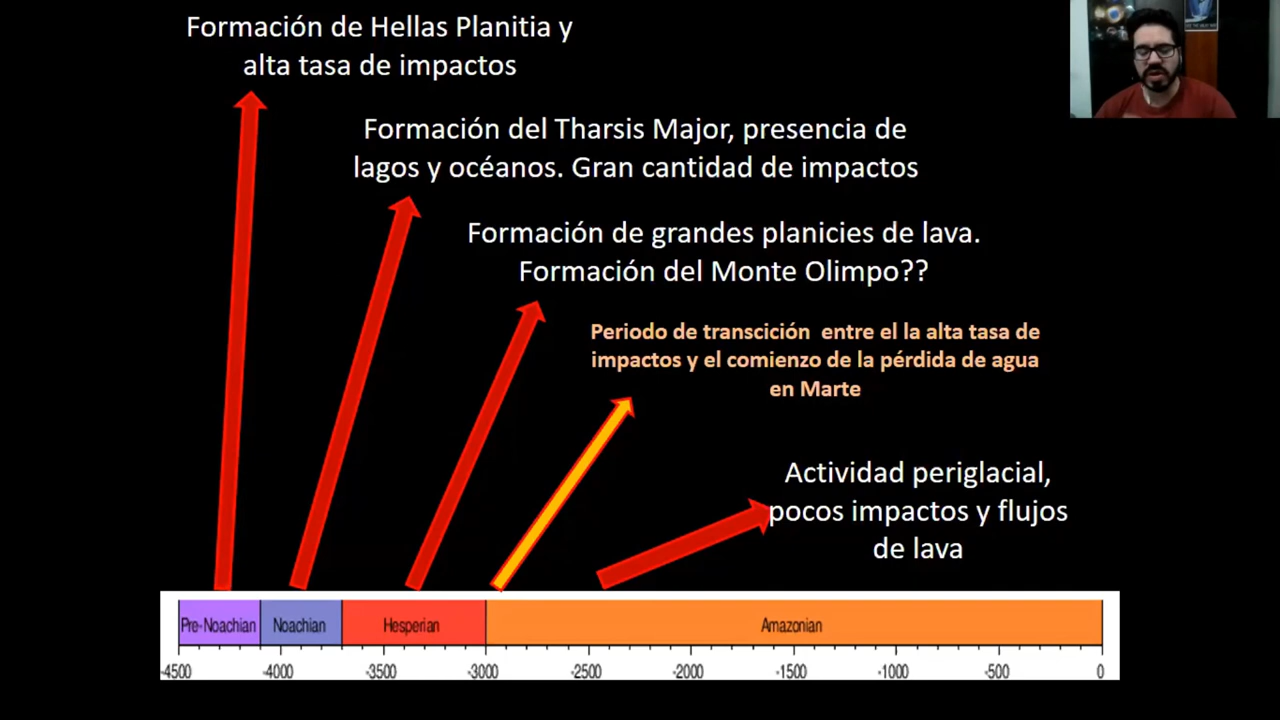 Formación de Hellas Planitia y
alta tasa de impactos
Formación del Tharsis Major, presencia de
lagos y océanos. Gran cantidad de impactos
Formación de grandes planicies de lava.
Formación del Monte Olimpo??
Periodo de transcición entre el la alta tasa de
impactos y el comienzo de la pérdida de agua
en Marte
Actividad periglacial,
pocos impactos y flujos
de lava
Pre-Noachian Noachian Hesperian Amazonian
-4500 -4000 -3500 -3000 -2500 -2000 -1500 -1000 -500 0